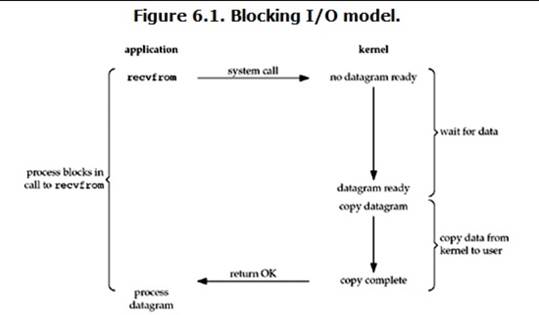 Figure 6.1. Blocking I/O model.
application
kernel
recvfrom
system call
no datagram ready
wait for data
process blocks in
call to recvfrom
datagram ready
copy datagram
copy data from
kernel to user
return OK
copy complete
process
datagram